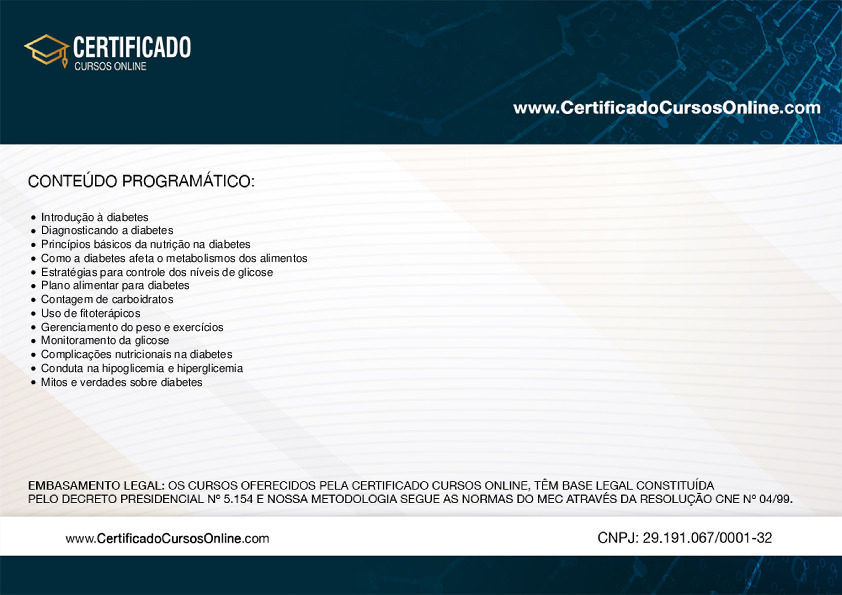 CERTIFICADO
CURSOS ONLINE
www.CertificadoCursosOnline.com
CONTEÚDO PROGRAMÁTICO:
• Introdução à diabetes
• Diagnosticando a diabetes
• Princípios básicos da nutrição na diabetes
• Como a diabetes afeta o metabolismos dos alimentos
• Estratégias para controle dos níveis de glicose
• Plano alimentar para diabetes
• Contagem de carboidratos
• Uso de fitoterápicos
• Gerenciamento do peso e exercícios
• Monitoramento da glicose
• Complicações nutricionais na diabetes
• Conduta na hipoglicemia e hiperglicemia
• Mitos e verdades sobre diabetes
EMBASAMENTO LEGAL: OS CURSOS OFERECIDOS PELA CERTIFICADO CURSOS ONLINE, TÊM BASE LEGAL CONSTITUÍDA
PELO DECRETO PRESIDENCIAL Nº 5.154 E NOSSA METODOLOGIA SEGUE AS NORMAS DO MEC ATRAVÉS DA RESOLUÇÃO CNE Nº 04/99.
www.CertificadoCursosOnline.com
CNPJ: 29.191.067/0001-32